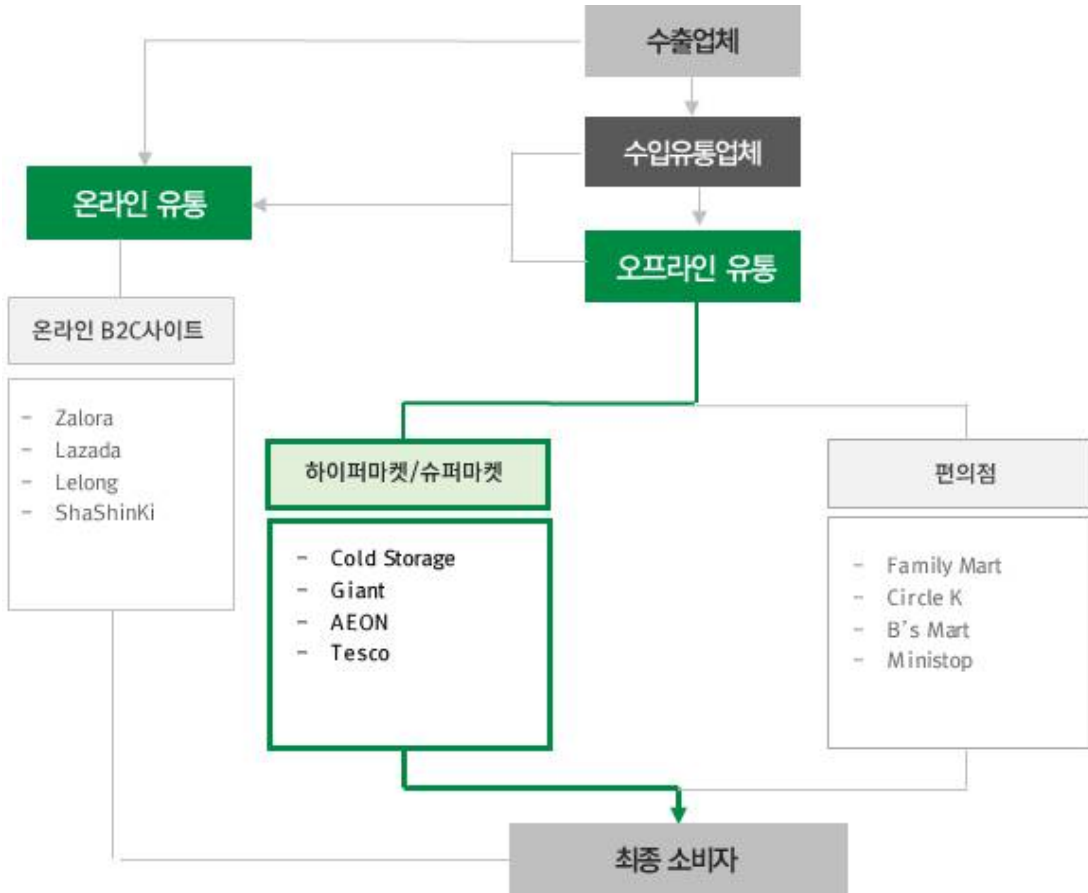 수출업체
수입유통업체
온라인 유통
오프라인 유통
온라인 B2C사이트
- Zalora
- Lazada
- Lelong
- ShaShinKi
하이퍼마켓/슈퍼마켓
- Cold Storage
- Giant
- AEON
- Tesco
편의점
- Family Mart
- Circle K
- B's Mart
- Ministop
최종 소비자